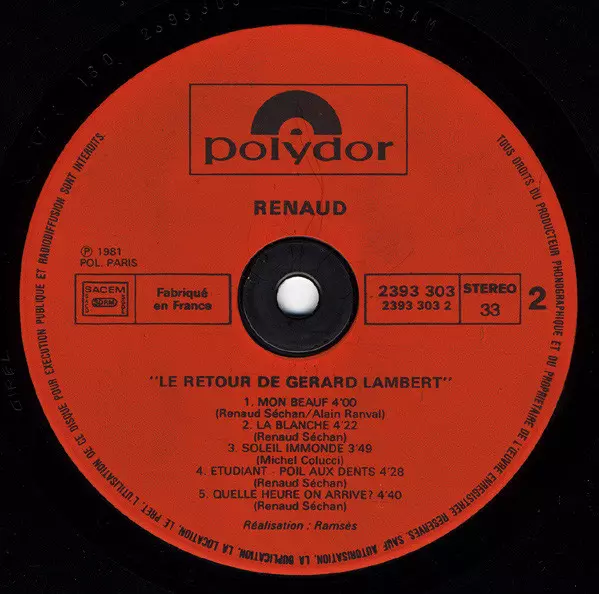 polydor
RENAUD
℗ 1981
POL. PARIS
SACEM
SDRM
Fabriqué
en France
2393 303
2393 303 2
STEREO
33
2
"LE RETOUR DE GERARD LAMBERT"
1. MON BEAUF 4'00
(Renaud Séchan/Alain Ranval)
2. LA BLANCHE 4'22
(Renaud Séchan)
3. SOLEIL IMMONDE 3'49
(Michel Colucci)
4. ETUDIANT - POIL AUX DENTS 4'28
(Renaud Séchan)
5. QUELLE HEURE ON ARRIVE? 4'40
(Renaud Séchan)
Réalisation : Ramsès
TOUS DROITS DU PRODUCTEUR PHONOGRAPHIQUE ET DU PROPRIETAIRE DE L'ŒUVRE ENREGISTREE RESERVES. SAUF AUTORISATION, LA DUPLICATION, LA LOCATION, LE PRET, L'UTILISATION DE CE DISQUE POUR EXECUTION PUBLIQUE ET RADIODIFFUSION SONT INTERDITS.